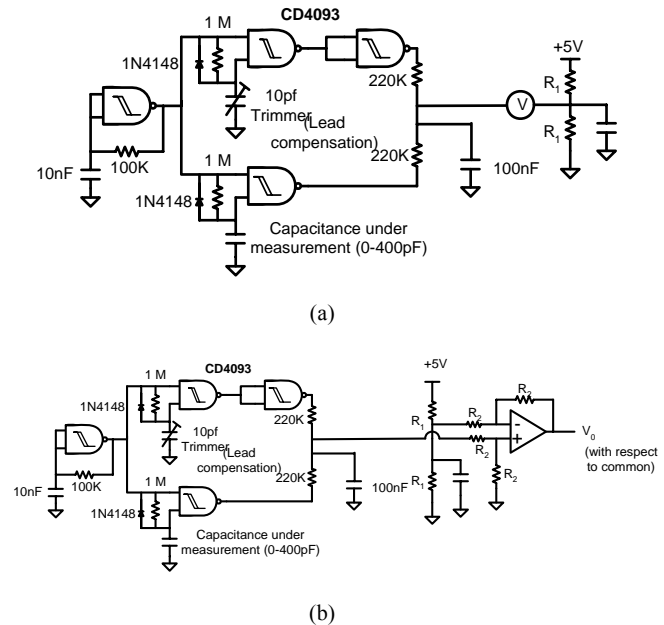 CD4093
1 M
+5V
1N4148
R1
220K
10pf
Trimmer
(Lead
compensation)
V
R1
220K
100K
1 M
10nF
100nF
1N4148
Capacitance under
measurement (0-400pF)
(a)
CD4093
+5V
1 M
1N4148
R2
220K
R1
R2
-
10pf
Trimmer
(Lead
compensation)
+
V0
R2
(with respect
to common)
220K
100K
1 M
R2
10nF
100nF
R1
1N4148
Capacitance under
measurement (0-400pF)
(b)